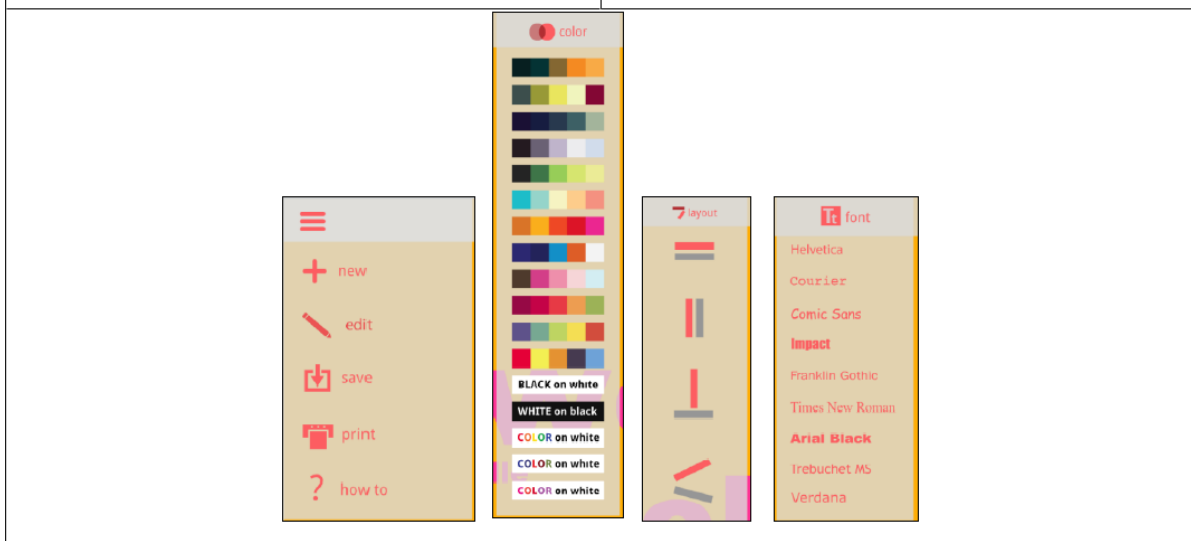 new
edit
save
print
how to
color
BLACK on white
WHITE on black
COLOR on white
COLOR on white
COLOR on white
layout
Tt font
Helvetica
Courier
Comic Sans
Impact
Franklin Gothic
Times New Roman
Arial Black
Trebuchet MS
Verdana